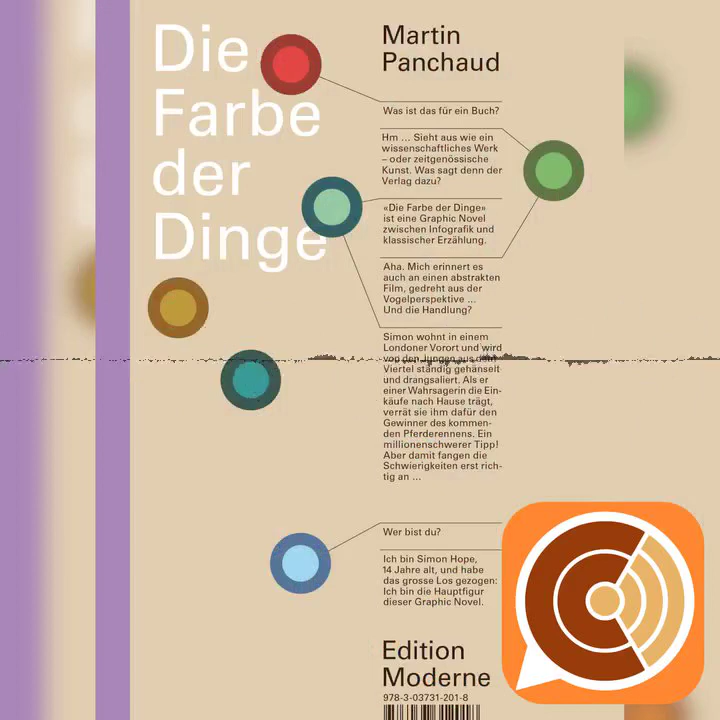 Die
Farbe
der
Dinge
Martin
Panchaud
Was ist das für ein Buch?
Hm … Sieht aus wie ein
wissenschaftliches Werk
– oder zeitgenössische
Kunst. Was sagt denn der
Verlag dazu?
«Die Farbe der Dinge»
ist eine Graphic Novel
zwischen Infografik und
klassischer Erzählung.
Aha. Mich erinnert es
auch an einen abstrakten
Film, gedreht aus der
Vogelperspektive …
Und die Handlung?
Simon wohnt in einem
Londoner Vorort und wird
von den Jungen aus dem
Viertel ständig gehänselt
und drangsaliert. Als er
einer Wahrsagerin die Ein-
käufe nach Hause trägt,
verrät sie ihm dafür den
Gewinner des kommen-
den Pferderennens. Ein
millionenschwerer Tipp!
Aber damit fangen die
Schwierigkeiten erst rich-
tig an …
Wer bist du?
Ich bin Simon Hope,
14 Jahre alt, und habe
das grosse Los gezogen:
Ich bin die Hauptfigur
dieser Graphic Novel.
Edition
Moderne
978-3-03731-201-8